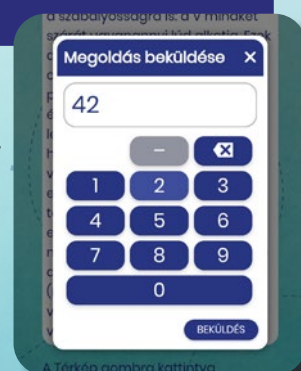 a szabályosságra is: a V mindkét
Megoldás beküldése ×
42
–
1 2 3
4 5 6
7 8 9
0
BEKÜLDÉS
A Térkép gombra kattintva